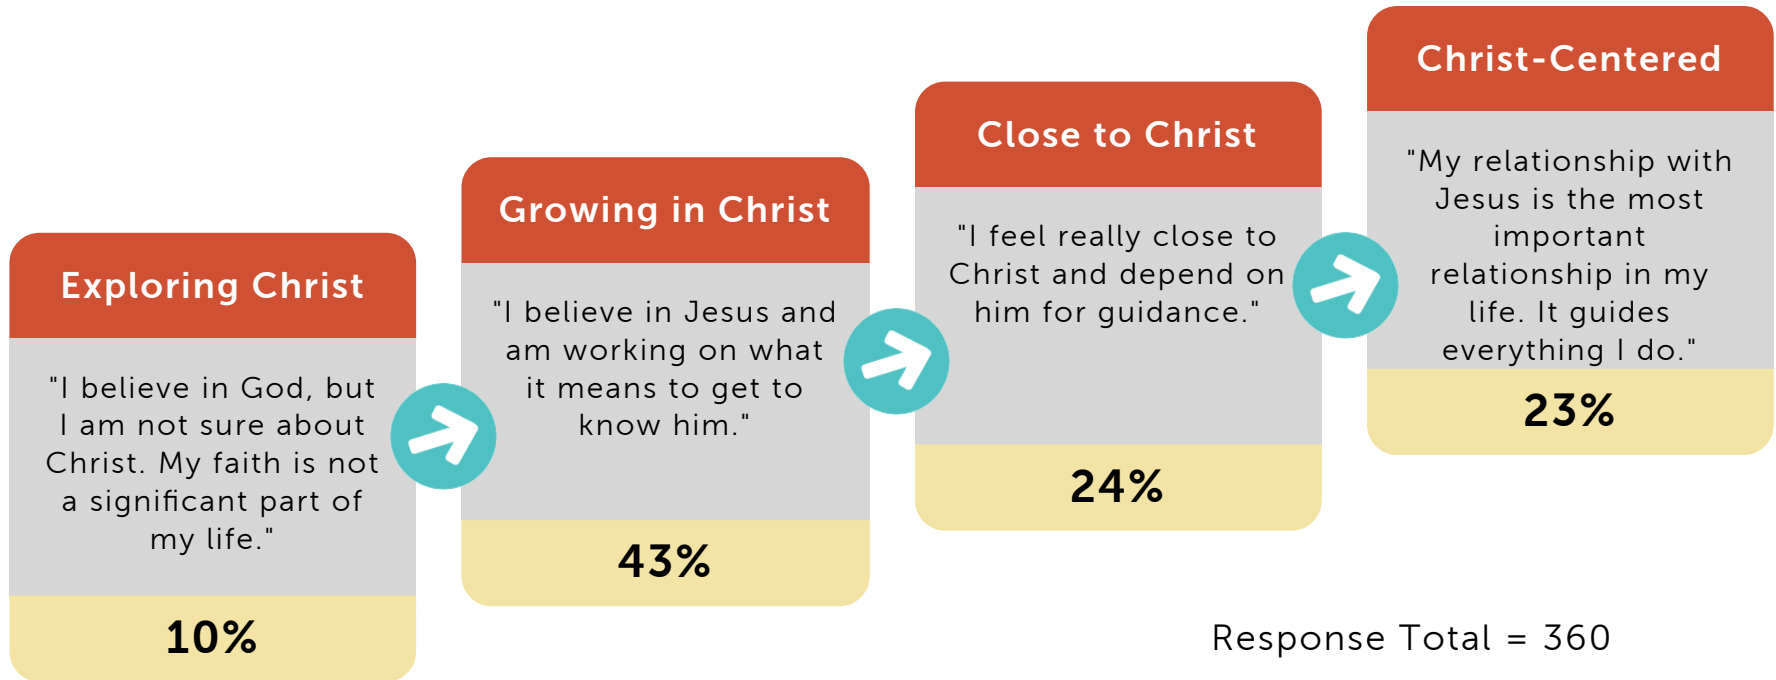 Exploring Christ
"I believe in God, but
I am not sure about
Christ. My faith is not
a significant part of
my life."
10%
Growing in Christ
"I believe in Jesus and
am working on what
it means to get to
know him."
43%
Close to Christ
"I feel really close to
Christ and depend on
him for guidance."
24%
Christ-Centered
"My relationship with
Jesus is the most
important
relationship in my
life. It guides
everything I do."
23%
Response Total = 360